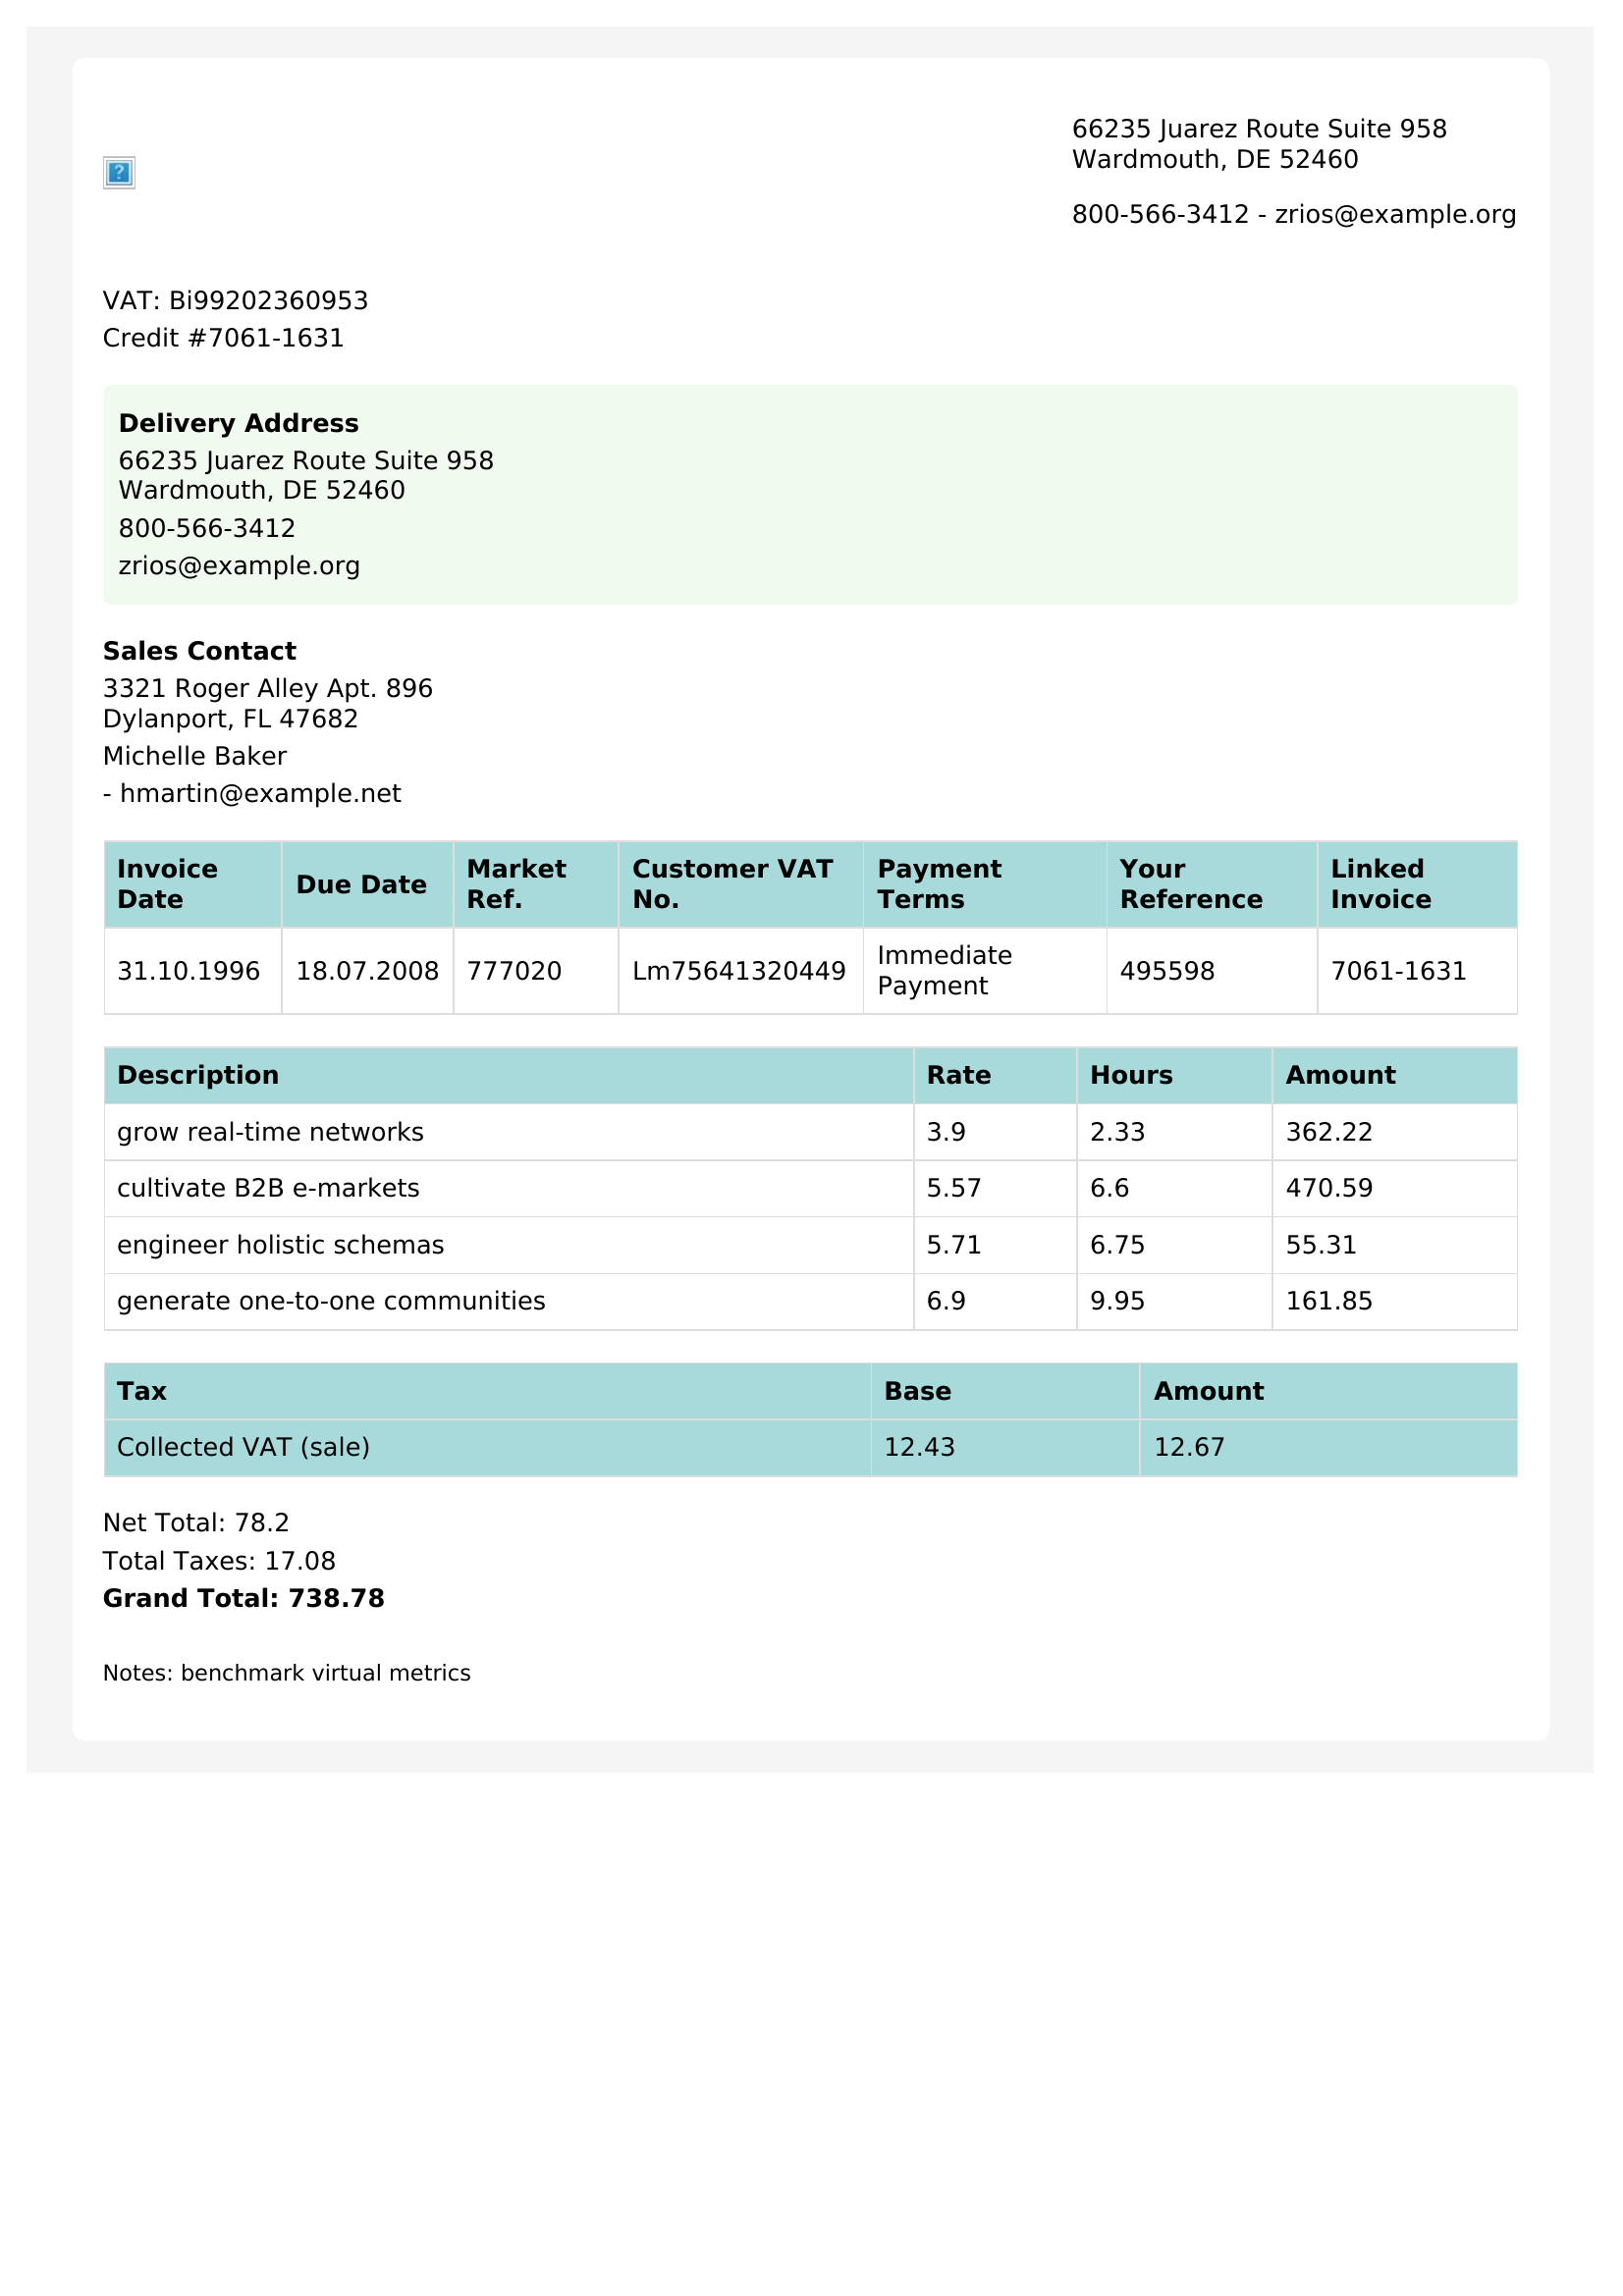 66235 Juarez Route Suite 958
Wardmouth, DE 52460
800-566-3412 - zrios@example.org
VAT: Bi99202360953
Credit #7061-1631
Delivery Address
66235 Juarez Route Suite 958
Wardmouth, DE 52460
800-566-3412
zrios@example.org
Sales Contact
3321 Roger Alley Apt. 896
Dylanport, FL 47682
Michelle Baker
- hmartin@example.net
Invoice Date Due Date Market Ref. Customer VAT No. Payment Terms Your Reference Linked Invoice
31.10.1996 18.07.2008 777020 Lm75641320449 Immediate Payment 495598 7061-1631
Description Rate Hours Amount
grow real-time networks 3.9 2.33 362.22
cultivate B2B e-markets 5.57 6.6 470.59
engineer holistic schemas 5.71 6.75 55.31
generate one-to-one communities 6.9 9.95 161.85
Tax Base Amount
Collected VAT (sale) 12.43 12.67
Net Total: 78.2
Total Taxes: 17.08
Grand Total: 738.78
Notes: benchmark virtual metrics